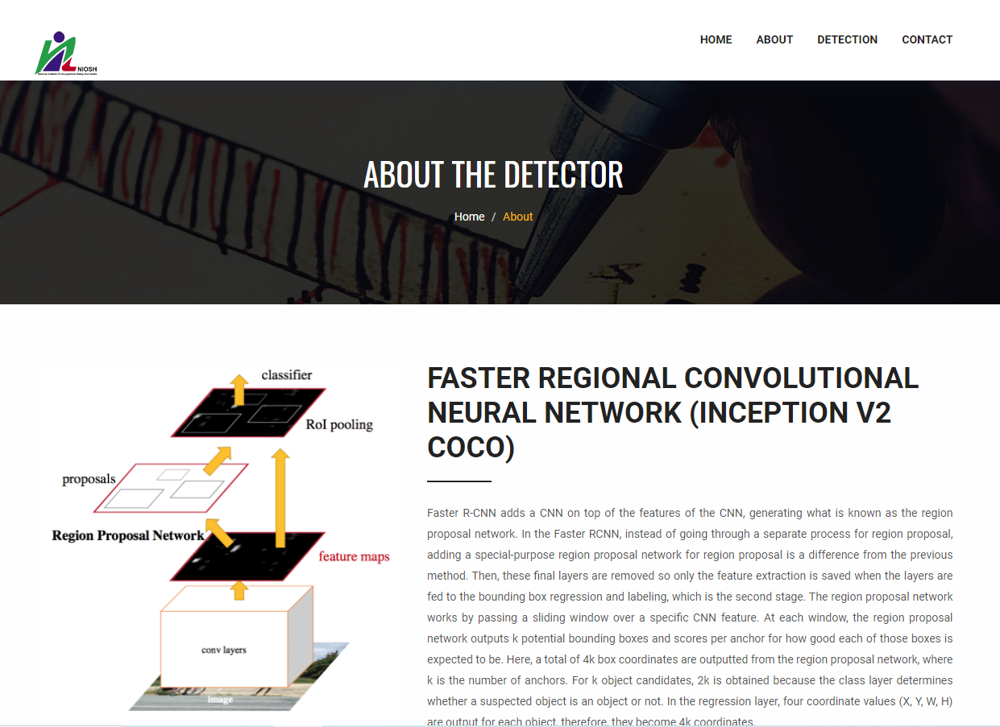 HOME ABOUT DETECTION CONTACT
NIOSH
National Institute Of Occupational Safety And Health
ABOUT THE DETECTOR
Home / About
classifier
RoI pooling
proposals
Region Proposal Network
feature maps
conv layers
image
FASTER REGIONAL CONVOLUTIONAL
NEURAL NETWORK (INCEPTION V2
COCO)
Faster R-CNN adds a CNN on top of the features of the CNN, generating what is known as the region
proposal network. In the Faster RCNN, instead of going through a separate process for region proposal,
adding a special-purpose region proposal network for region proposal is a difference from the previous
method. Then, these final layers are removed so only the feature extraction is saved when the layers are
fed to the bounding box regression and labeling, which is the second stage. The region proposal network
works by passing a sliding window over a specific CNN feature. At each window, the region proposal
network outputs k potential bounding boxes and scores per anchor for how good each of those boxes is
expected to be. Here, a total of 4k box coordinates are outputted from the region proposal network, where
k is the number of anchors. For k object candidates, 2k is obtained because the class layer determines
whether a suspected object is an object or not. In the regression layer, four coordinate values (X, Y, W, H)
are output for each object, therefore, they become 4k coordinates.